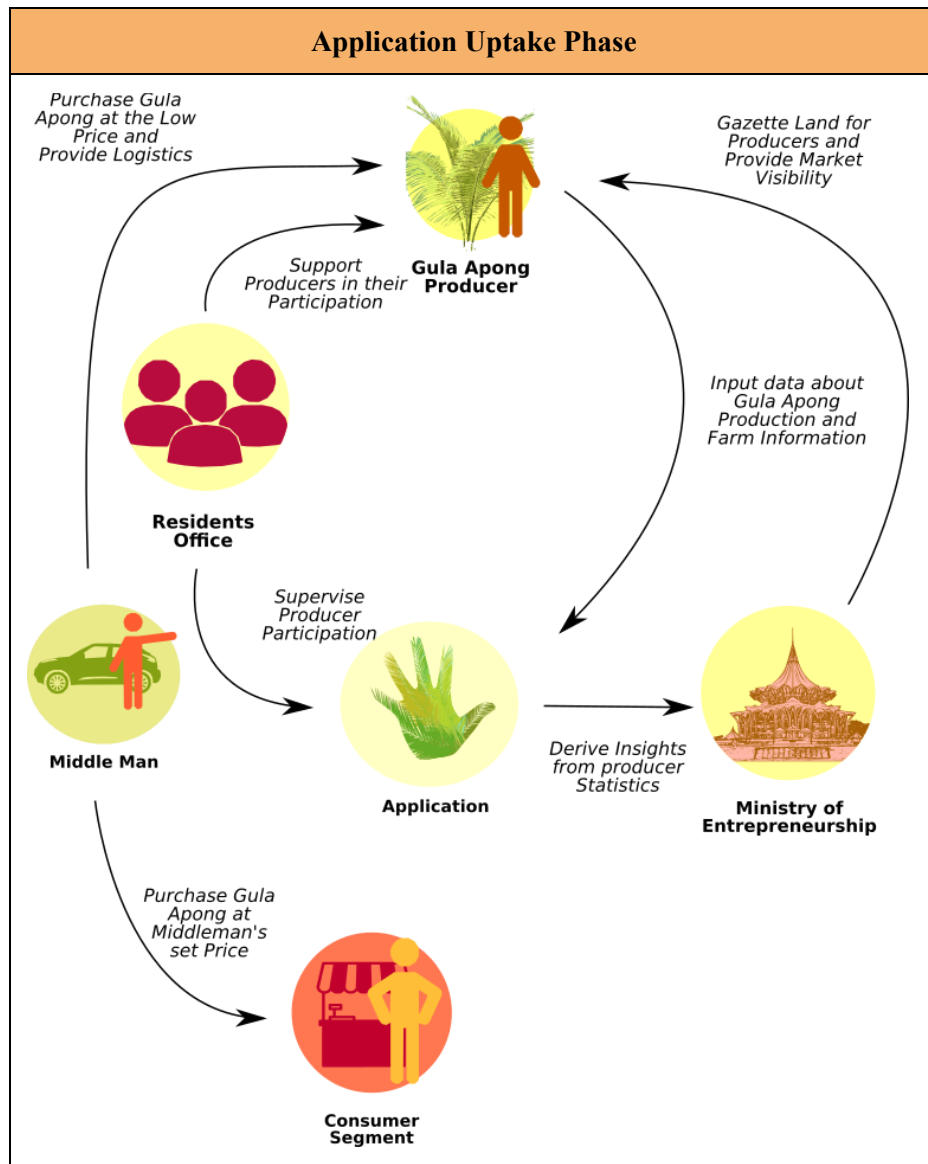 Application Uptake Phase
Purchase Gula
Apong at the Low
Price and
Provide Logistics
Gazette Land for
Producers and
Provide Market
Visibility
Gula Apong
Producer
Support
Producers in their
Participation
Input data about
Gula Apong
Production and
Farm Information
Residents
Office
Supervise
Producer
Participation
Middle Man
Application
Derive Insights
from producer
Statistics
Ministry of
Entrepreneurship
Purchase Gula
Apong at
Middleman's
set Price
Consumer
Segment